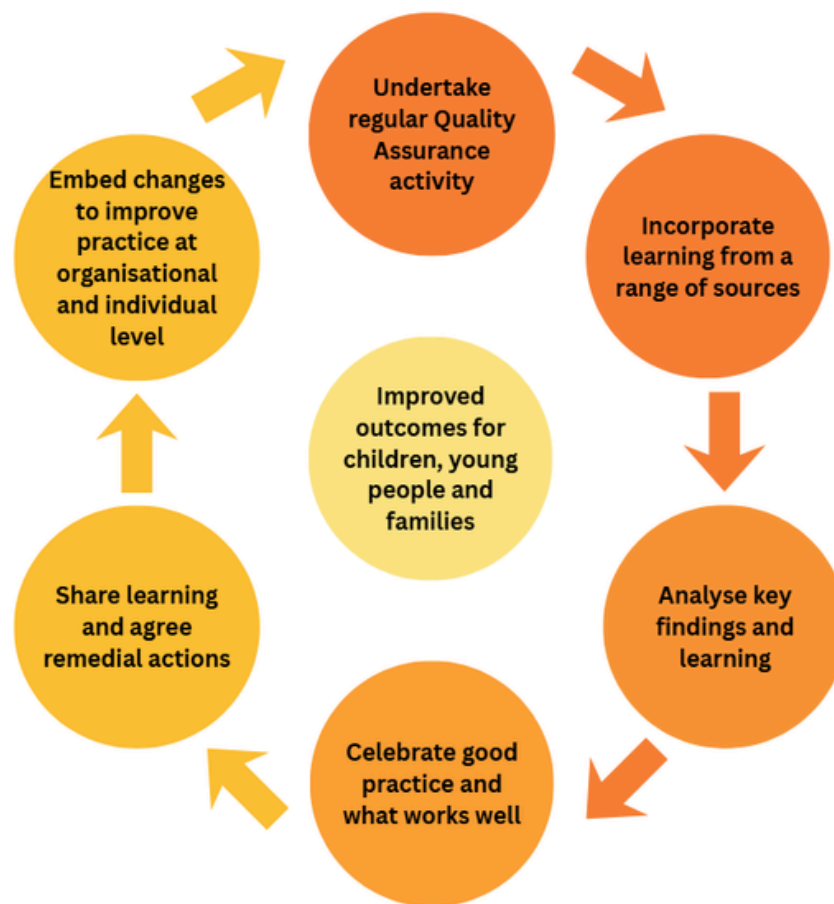 Undertake
regular Quality
Assurance
activity
Incorporate
learning from a
range of sources
Analyse key
findings and
learning
Celebrate good
practice and
what works well
Share learning
and agree
remedial actions
Embed changes
to improve
practice at
organisational
and individual
level
Improved
outcomes for
children, young
people and
families